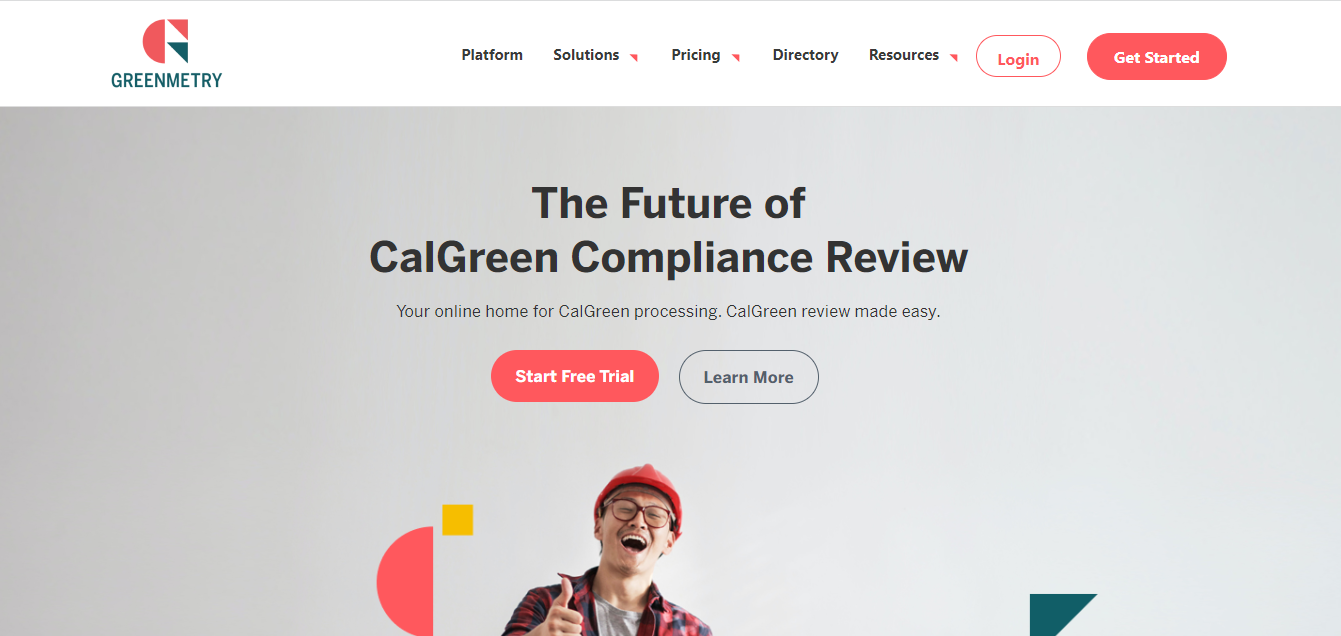 GREENMETRY
Platform Solutions Pricing Directory Resources Login Get Started
The Future of
CalGreen Compliance Review
Your online home for CalGreen processing. CalGreen review made easy.
Start Free Trial Learn More